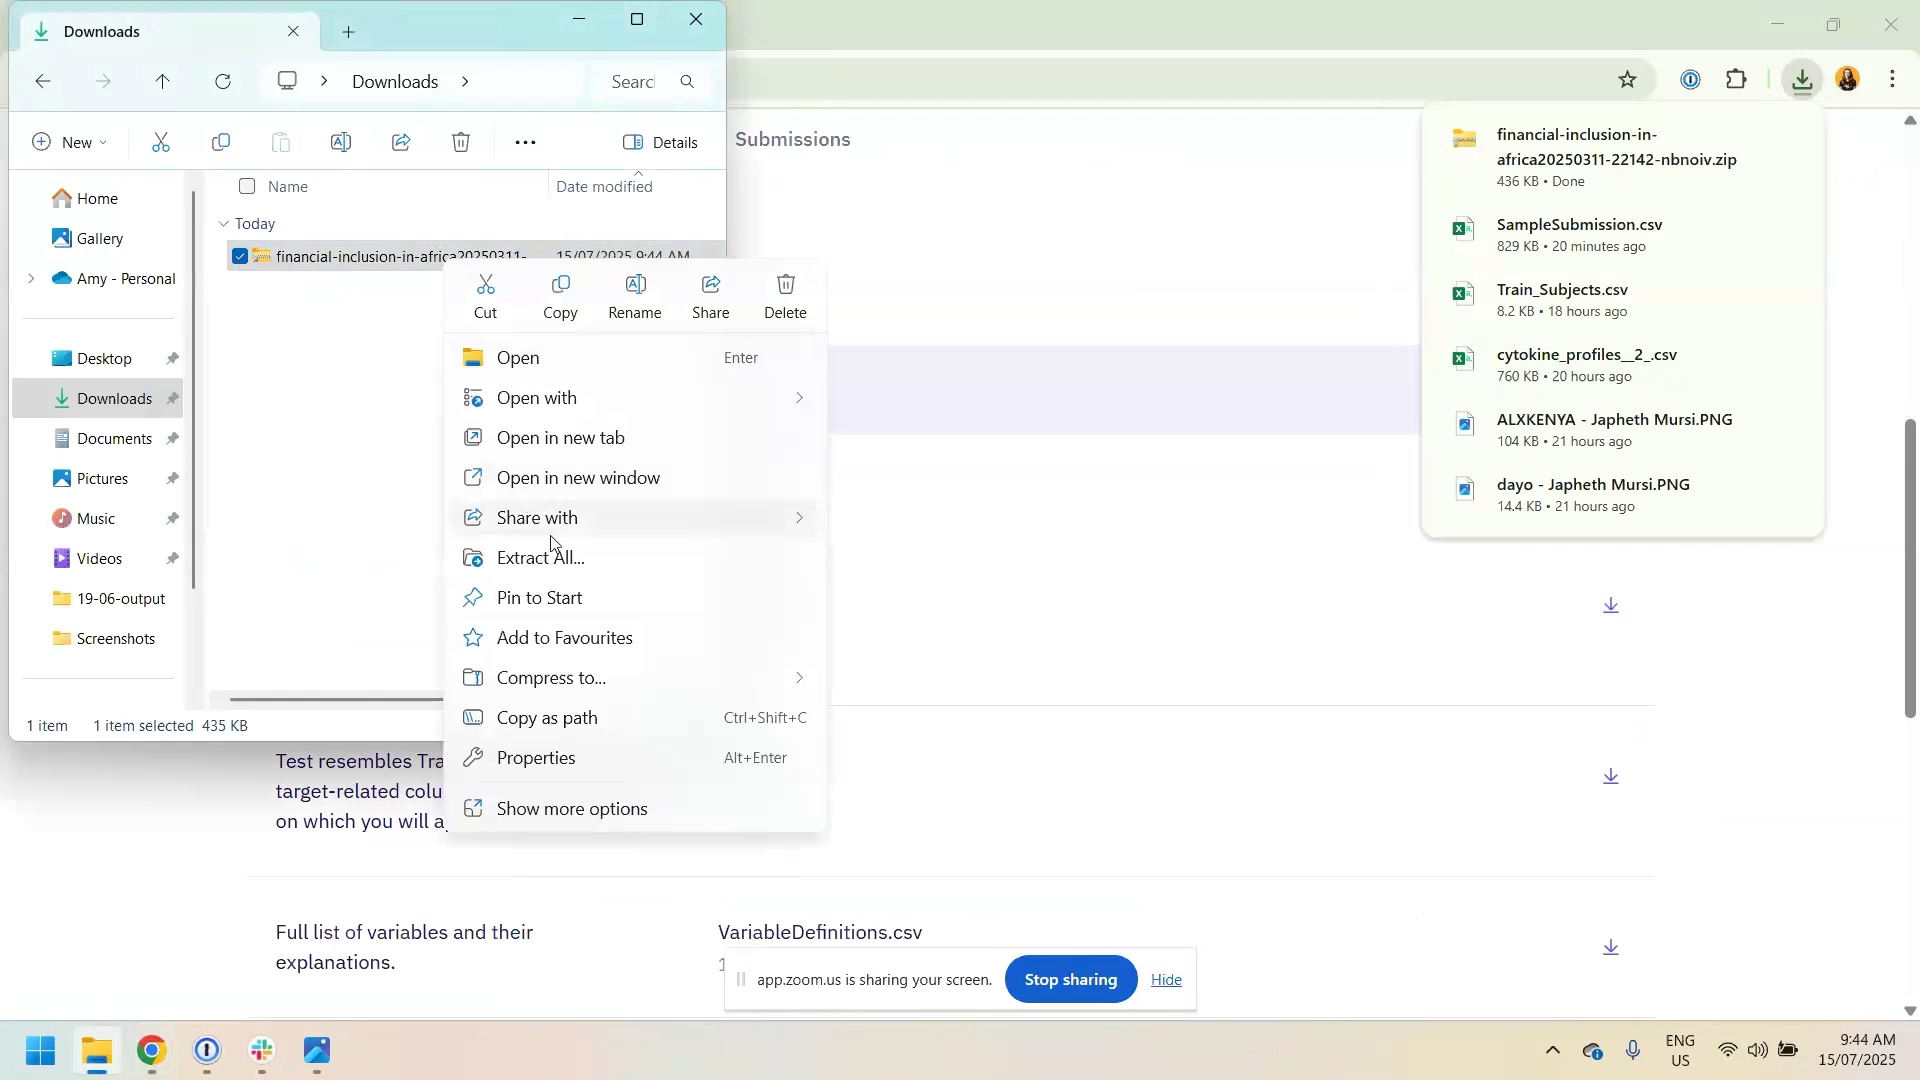 Downloads
Downloads
Searc
New
Details
Name
Date modified
Today
financial-inclusion-in-africa20250311-
15/07/2025 9:44 AM
Home
Gallery
Amy - Personal
Desktop
Downloads
Documents
Pictures
Music
Videos
19-06-output
Screenshots
1 item
1 item selected
435 KB
Cut
Copy
Rename
Share
Delete
Open
Enter
Open with
Open in new tab
Open in new window
Share with
Extract All...
Pin to Start
Add to Favourites
Compress to...
Copy as path
Ctrl+Shift+C
Properties
Alt+Enter
Show more options
Submissions
financial-inclusion-in-
africa20250311-22142-nbnoiv.zip
436 KB • Done
SampleSubmission.csv
829 KB • 20 minutes ago
Train_Subjects.csv
8.2 KB • 18 hours ago
cytokine_profiles__2_.csv
760 KB • 20 hours ago
ALXKENYA - Japheth Mursi.PNG
104 KB • 21 hours ago
dayo - Japheth Mursi.PNG
14.4 KB • 21 hours ago
Test resembles Tra
target-related colu
on which you will a
Full list of variables and their
explanations.
VariableDefinitions.csv
app.zoom.us is sharing your screen.
Stop sharing
Hide
ENG
US
9:44 AM
15/07/2025